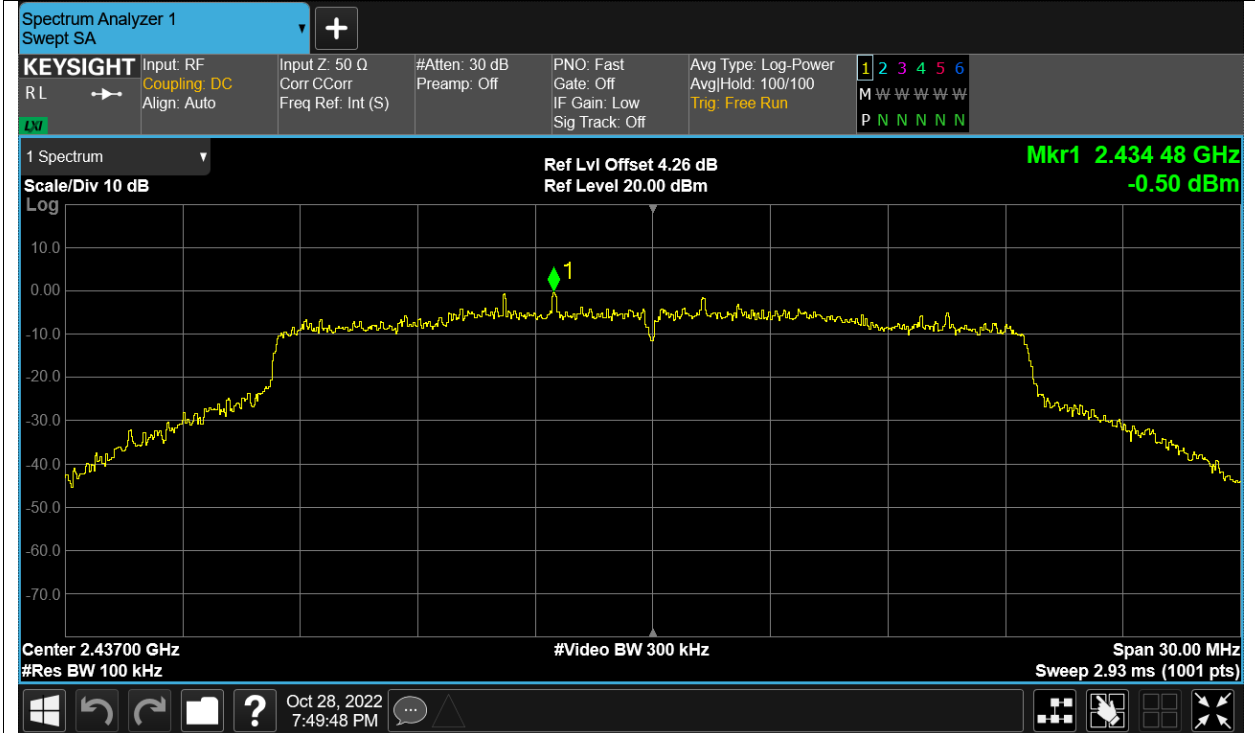 Spectrum Analyzer 1
Swept SA
+
KEYSIGHT
R L
LXI
Input: RF
Coupling: DC
Align: Auto
Input Z: 50 Ω
Corr CCorr
Freq Ref: Int (S)
#Atten: 30 dB
Preamp: Off
PNO: Fast
Gate: Off
IF Gain: Low
Sig Track: Off
Avg Type: Log-Power
Avg|Hold: 100/100
Trig: Free Run
1 2 3 4 5 6
M W W W W W
P N N N N N
1 Spectrum
Scale/Div 10 dB
Log
Ref Lvl Offset 4.26 dB
Ref Level 20.00 dBm
Mkr1 2.434 48 GHz
-0.50 dBm
10.0
0.00
-10.0
-20.0
-30.0
-40.0
-50.0
-60.0
-70.0
1
Center 2.43700 GHz
#Res BW 100 kHz
#Video BW 300 kHz
Span 30.00 MHz
Sweep 2.93 ms (1001 pts)
?
Oct 28, 2022
7:49:48 PM